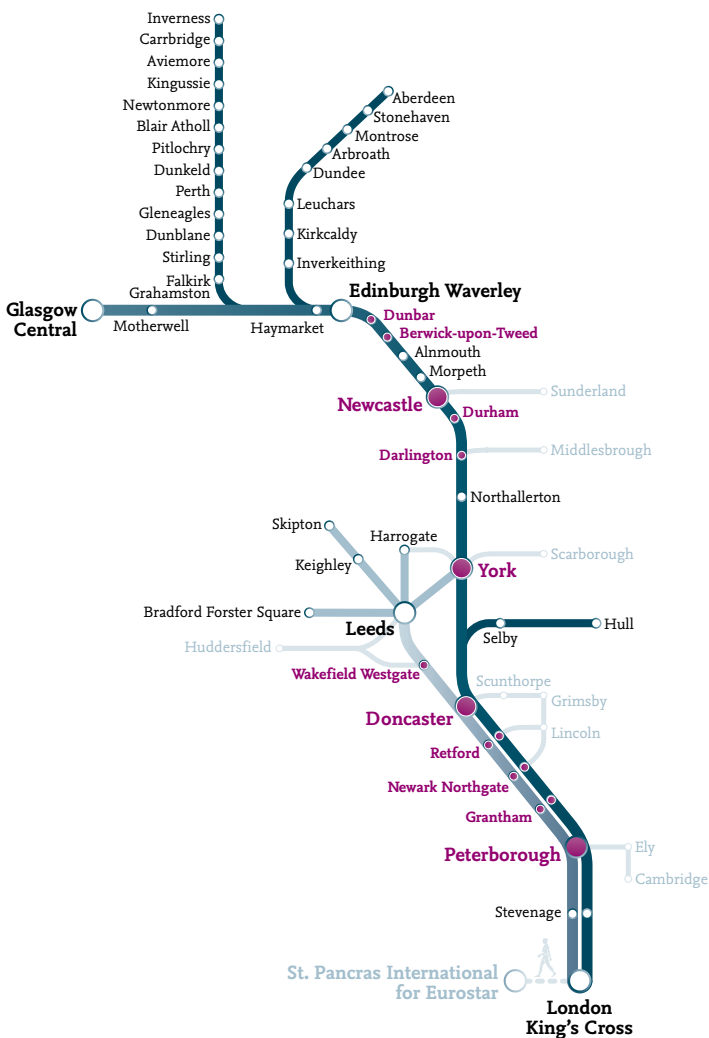 Inverness
Carrbridge
Aviemore
Kingussie
Newtonmore
Blair Atholl
Pitlochry
Dunkeld
Perth
Gleneagles
Dunblane
Stirling
Falkirk
Grahamston
Aberdeen
Stonehaven
Montrose
Arbroath
Dundee
Leuchars
Kirkcaldy
Inverkeithing
Glasgow
Central
Motherwell
Haymarket
Edinburgh Waverley
Dunbar
Berwick-upon-Tweed
Alnmouth
Morpeth
Newcastle
Sunderland
Durham
Darlington
Middlesbrough
Northallerton
Skipton
Harrogate
Keighley
York
Scarborough
Bradford Forster Square
Leeds
Selby
Hull
Huddersfield
Wakefield Westgate
Scunthorpe
Grimsby
Doncaster
Lincoln
Retford
Newark Northgate
Grantham
Peterborough
Ely
Cambridge
Stevenage
St. Pancras International
for Eurostar
London
King's Cross